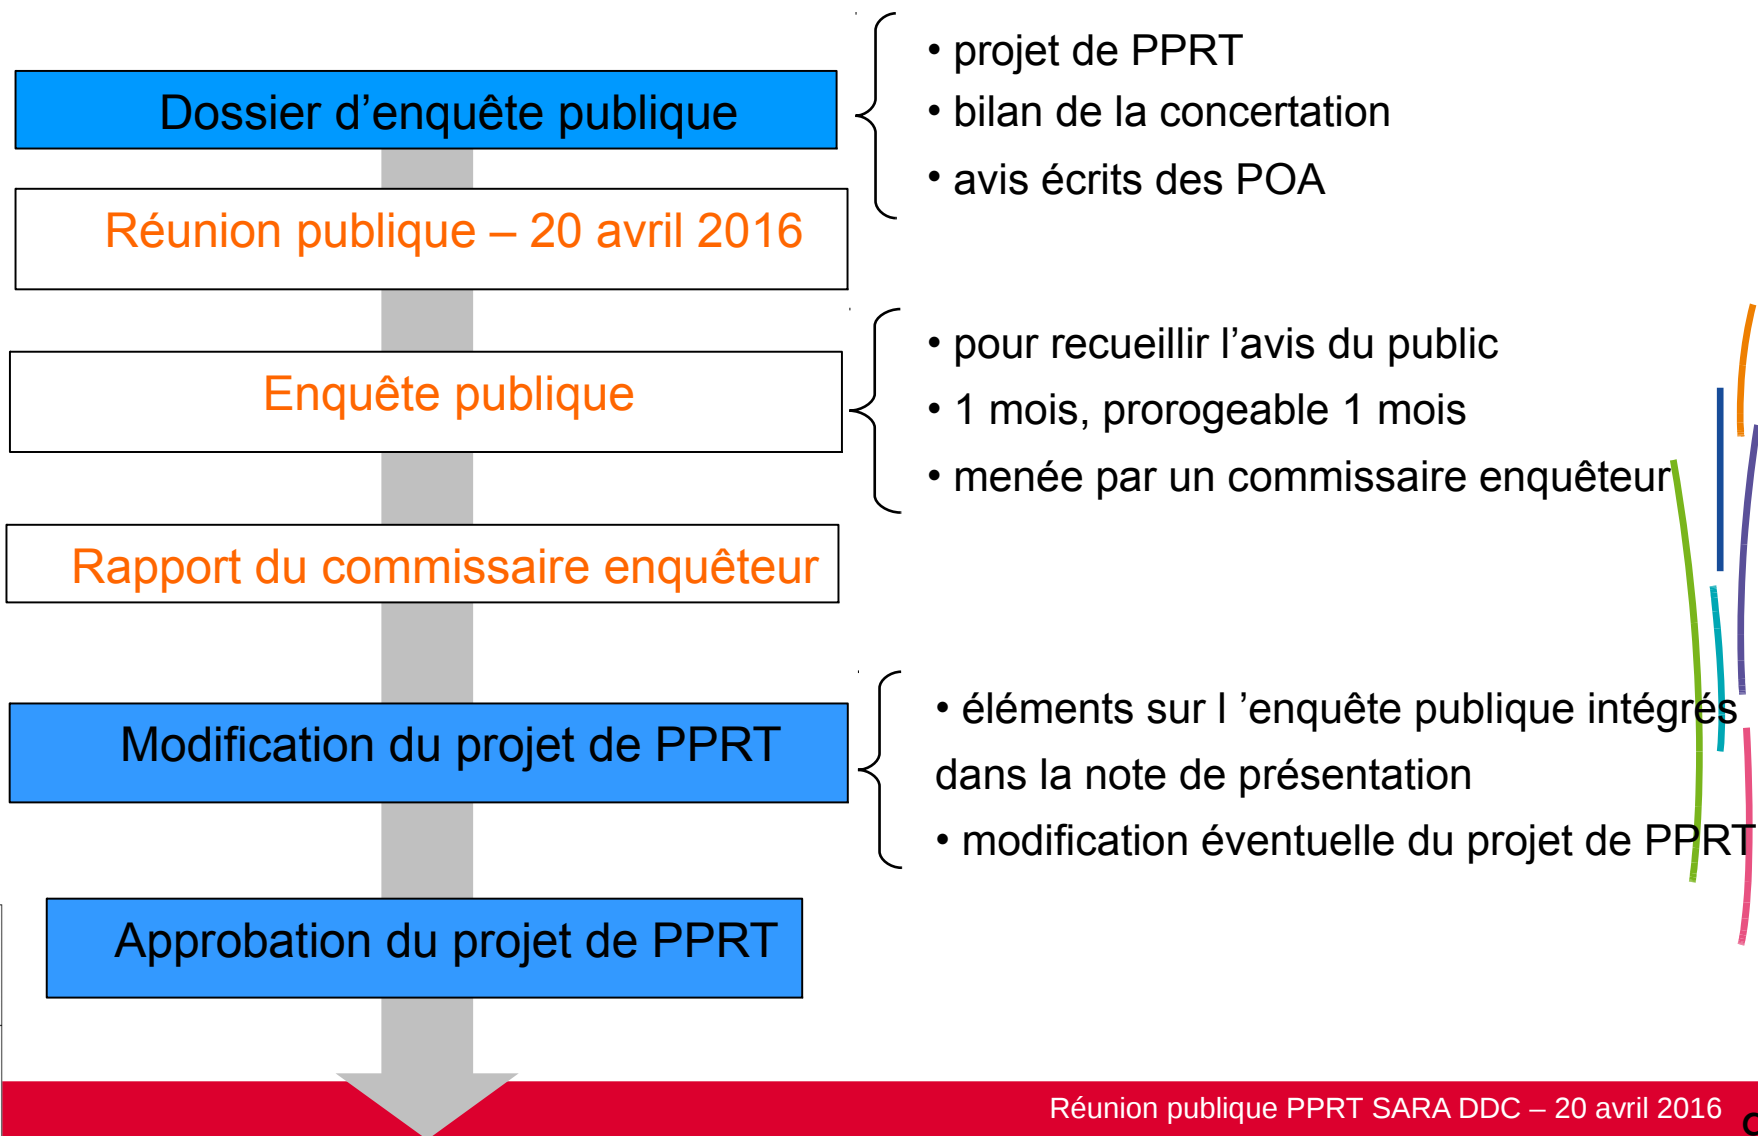 Dossier d’enquête publique
• projet de PPRT
• bilan de la concertation
• avis écrits des POA
Réunion publique – 20 avril 2016
Enquête publique
• pour recueillir l’avis du public
• 1 mois, prorogeable 1 mois
• menée par un commissaire enquêteur
Rapport du commissaire enquêteur
Modification du projet de PPRT
• éléments sur l ’enquête publique intégrés
dans la note de présentation
• modification éventuelle du projet de PPRT
Approbation du projet de PPRT
Réunion publique PPRT SARA DDC – 20 avril 2016